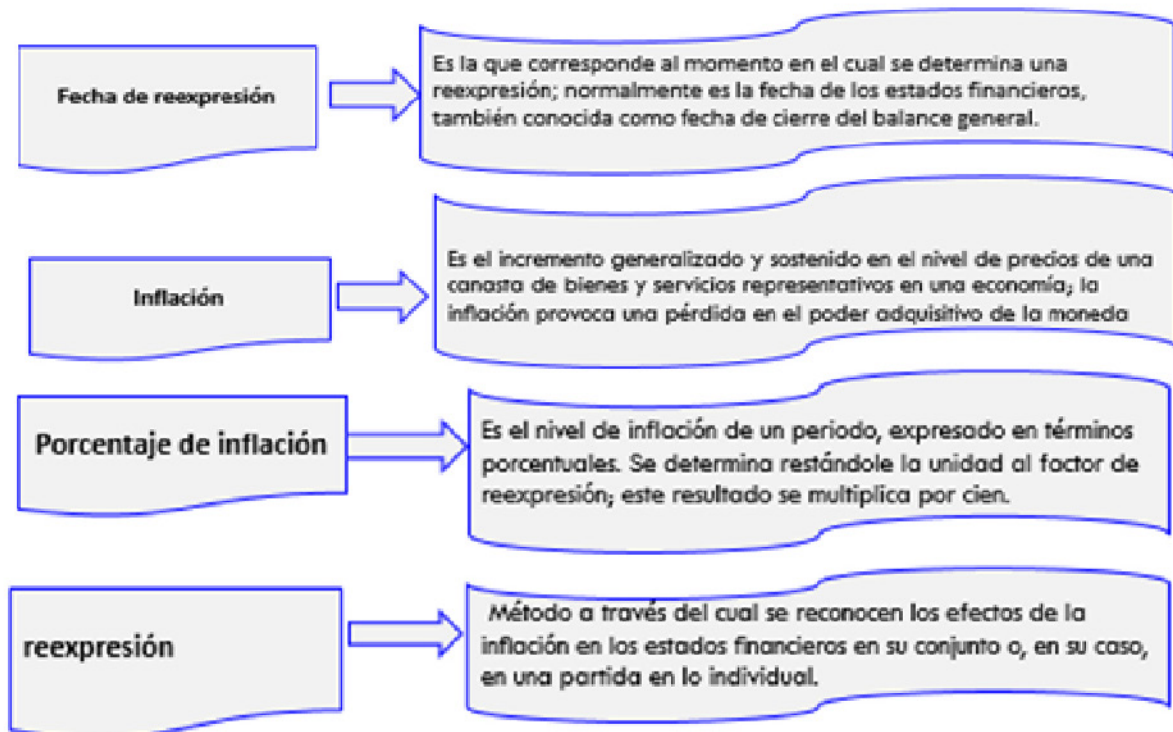 Fecha de reexpresión
Es la que corresponde al momento en el cual se determina una
reexpresión; normalmente es la fecha de los estados financieros,
también conocida como fecha de cierre del balance general.
Inflación
Es el incremento generalizado y sostenido en el nivel de precios de una
canasta de bienes y servicios representativos en una economía; la
inflación provoca una pérdida en el poder adquisitivo de la moneda
Porcentaje de inflación
Es el nivel de inflación de un periodo, expresado en términos
porcentuales. Se determina restándole la unidad al factor de
reexpresión; este resultado se multiplica por cien.
reexpresión
Método a través del cual se reconocen los efectos de la
inflación en los estados financieros en su conjunto o, en su caso,
en una partida en lo individual.